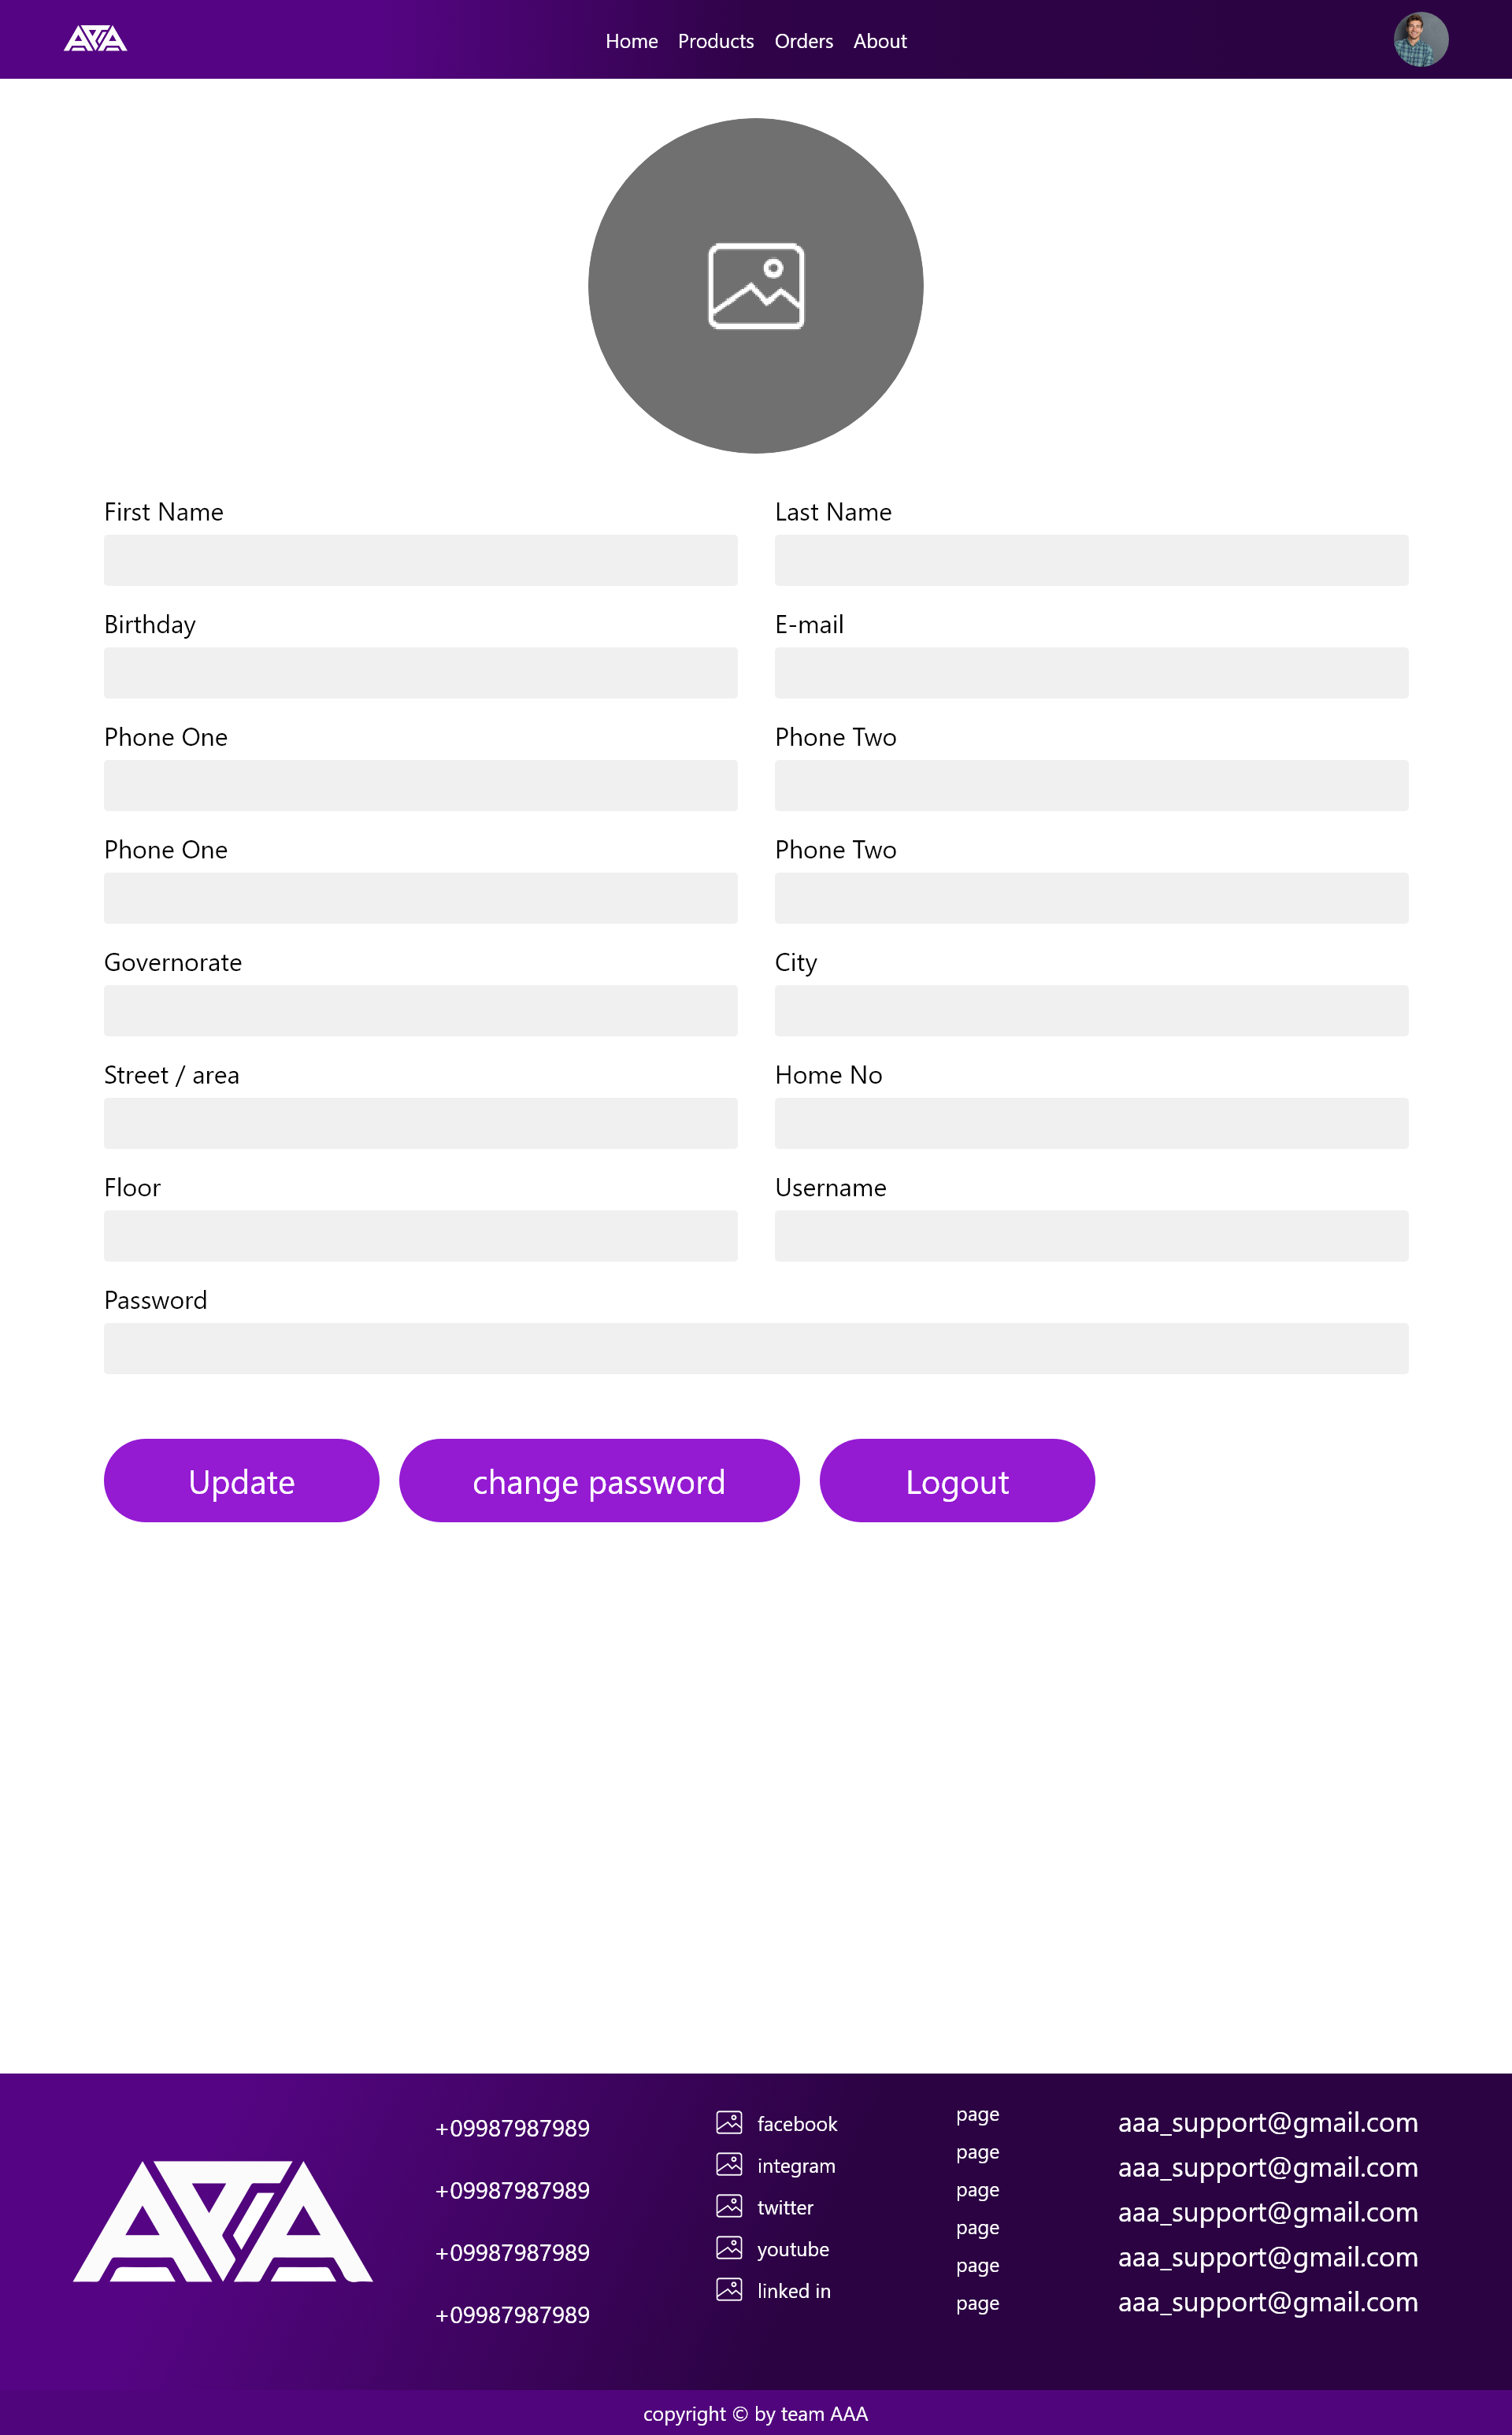 AAA
Home Products Orders About
First Name
Last Name
Birthday
E-mail
Phone One
Phone Two
Phone One
Phone Two
Governorate
City
Street / area
Home No
Floor
Username
Password
Update
change password
Logout
AAA
+09987987989
+09987987989
+09987987989
+09987987989
facebook
integram
twitter
youtube
linked in
page
page
page
page
page
page
aaa_support@gmail.com
aaa_support@gmail.com
aaa_support@gmail.com
aaa_support@gmail.com
aaa_support@gmail.com
copyright © by team AAA